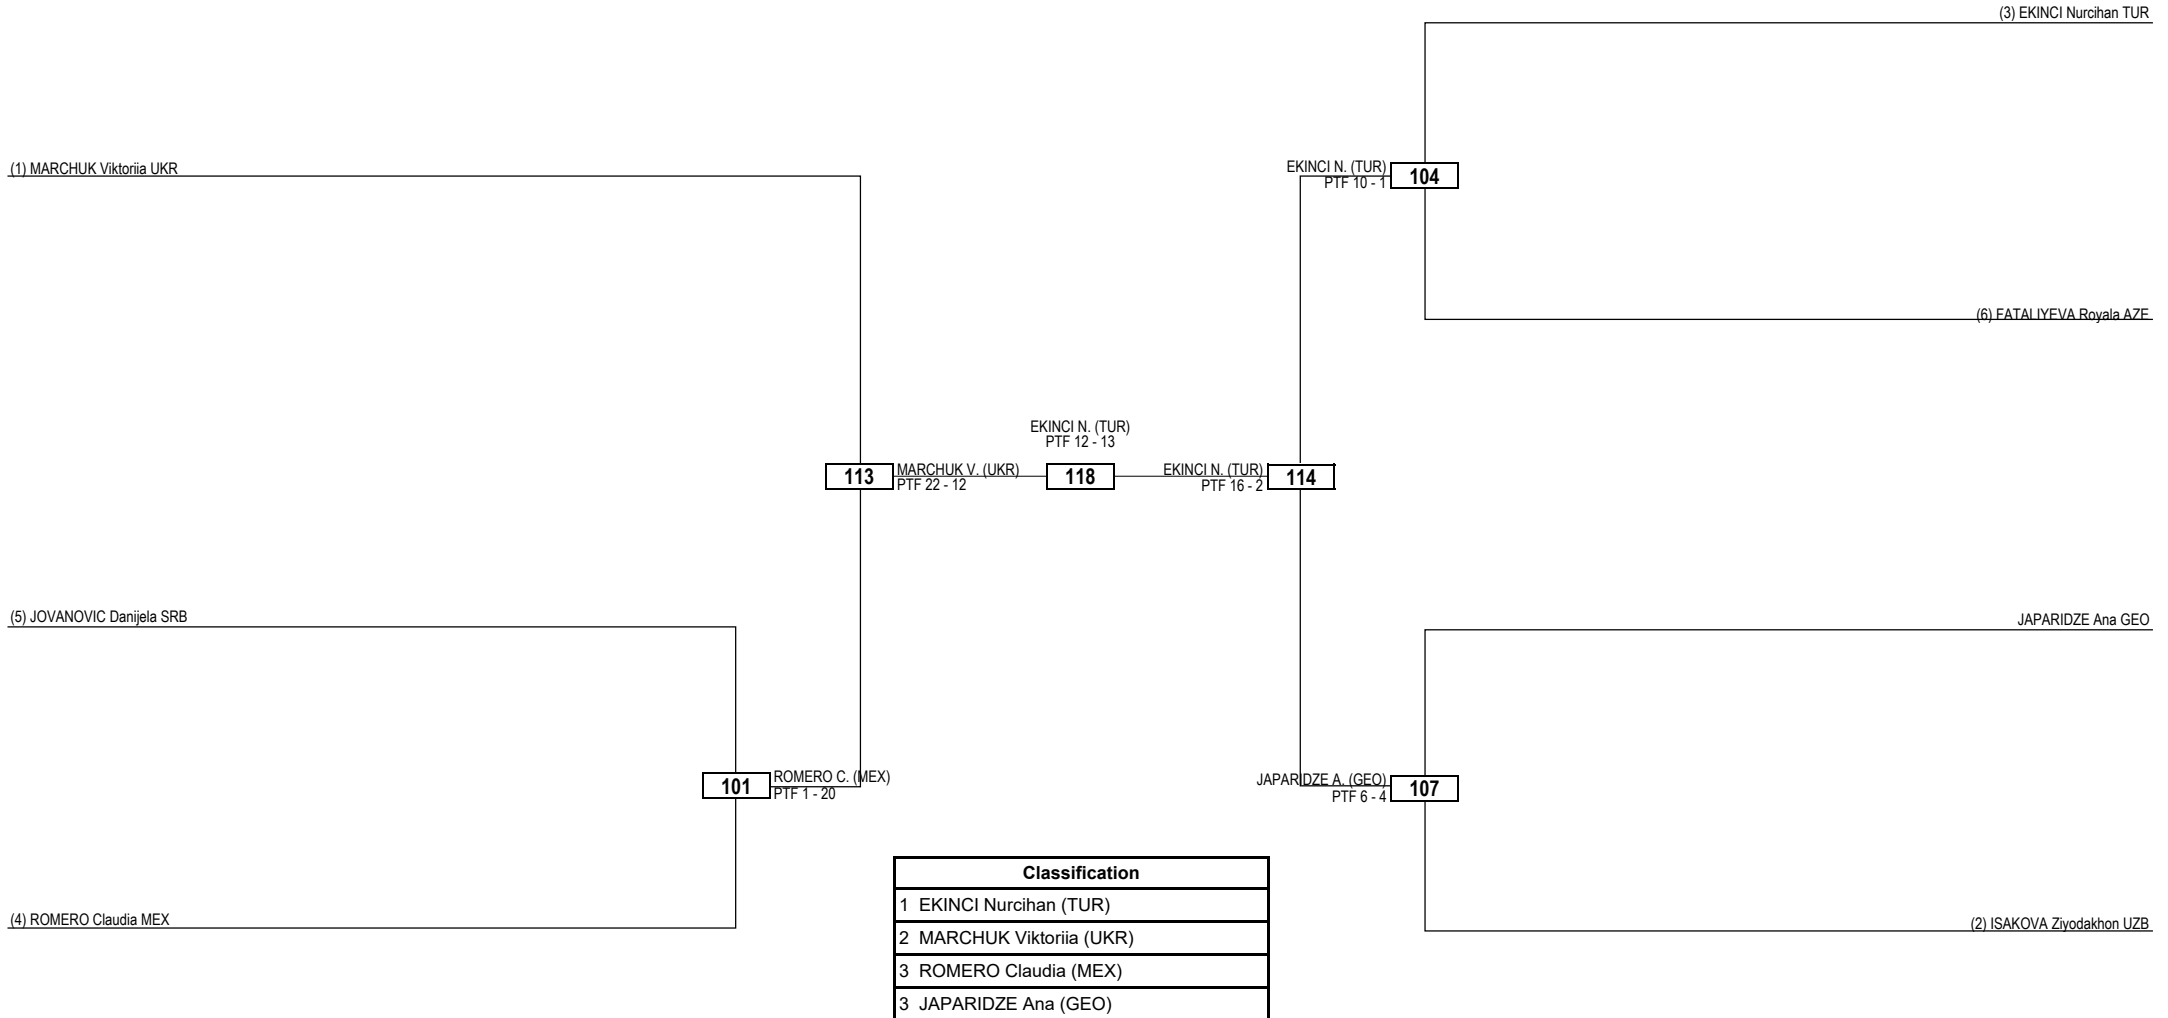 (3) EKINCI Nurcihan TUR
(1) MARCHUK Viktoriia UKR
EKINCI N. (TUR)
PTF 10 - 1
104
(6) FATALIYEVA Royala AZE
EKINCI N. (TUR)
PTF 12 - 13
113
MARCHUK V. (UKR)
PTF 22 - 12
118
EKINCI N. (TUR)
PTF 16 - 2
114
(5) JOVANOVIC Danijela SRB
JAPARIDZE Ana GEO
101
ROMERO C. (MEX)
PTF 1 - 20
JAPARIDZE A. (GEO)
PTF 6 - 4
107
(4) ROMERO Claudia MEX
(2) ISAKOVA Ziyodakhon UZB
Classification
1 EKINCI Nurcihan (TUR)
2 MARCHUK Viktoriia (UKR)
3 ROMERO Claudia (MEX)
3 JAPARIDZE Ana (GEO)